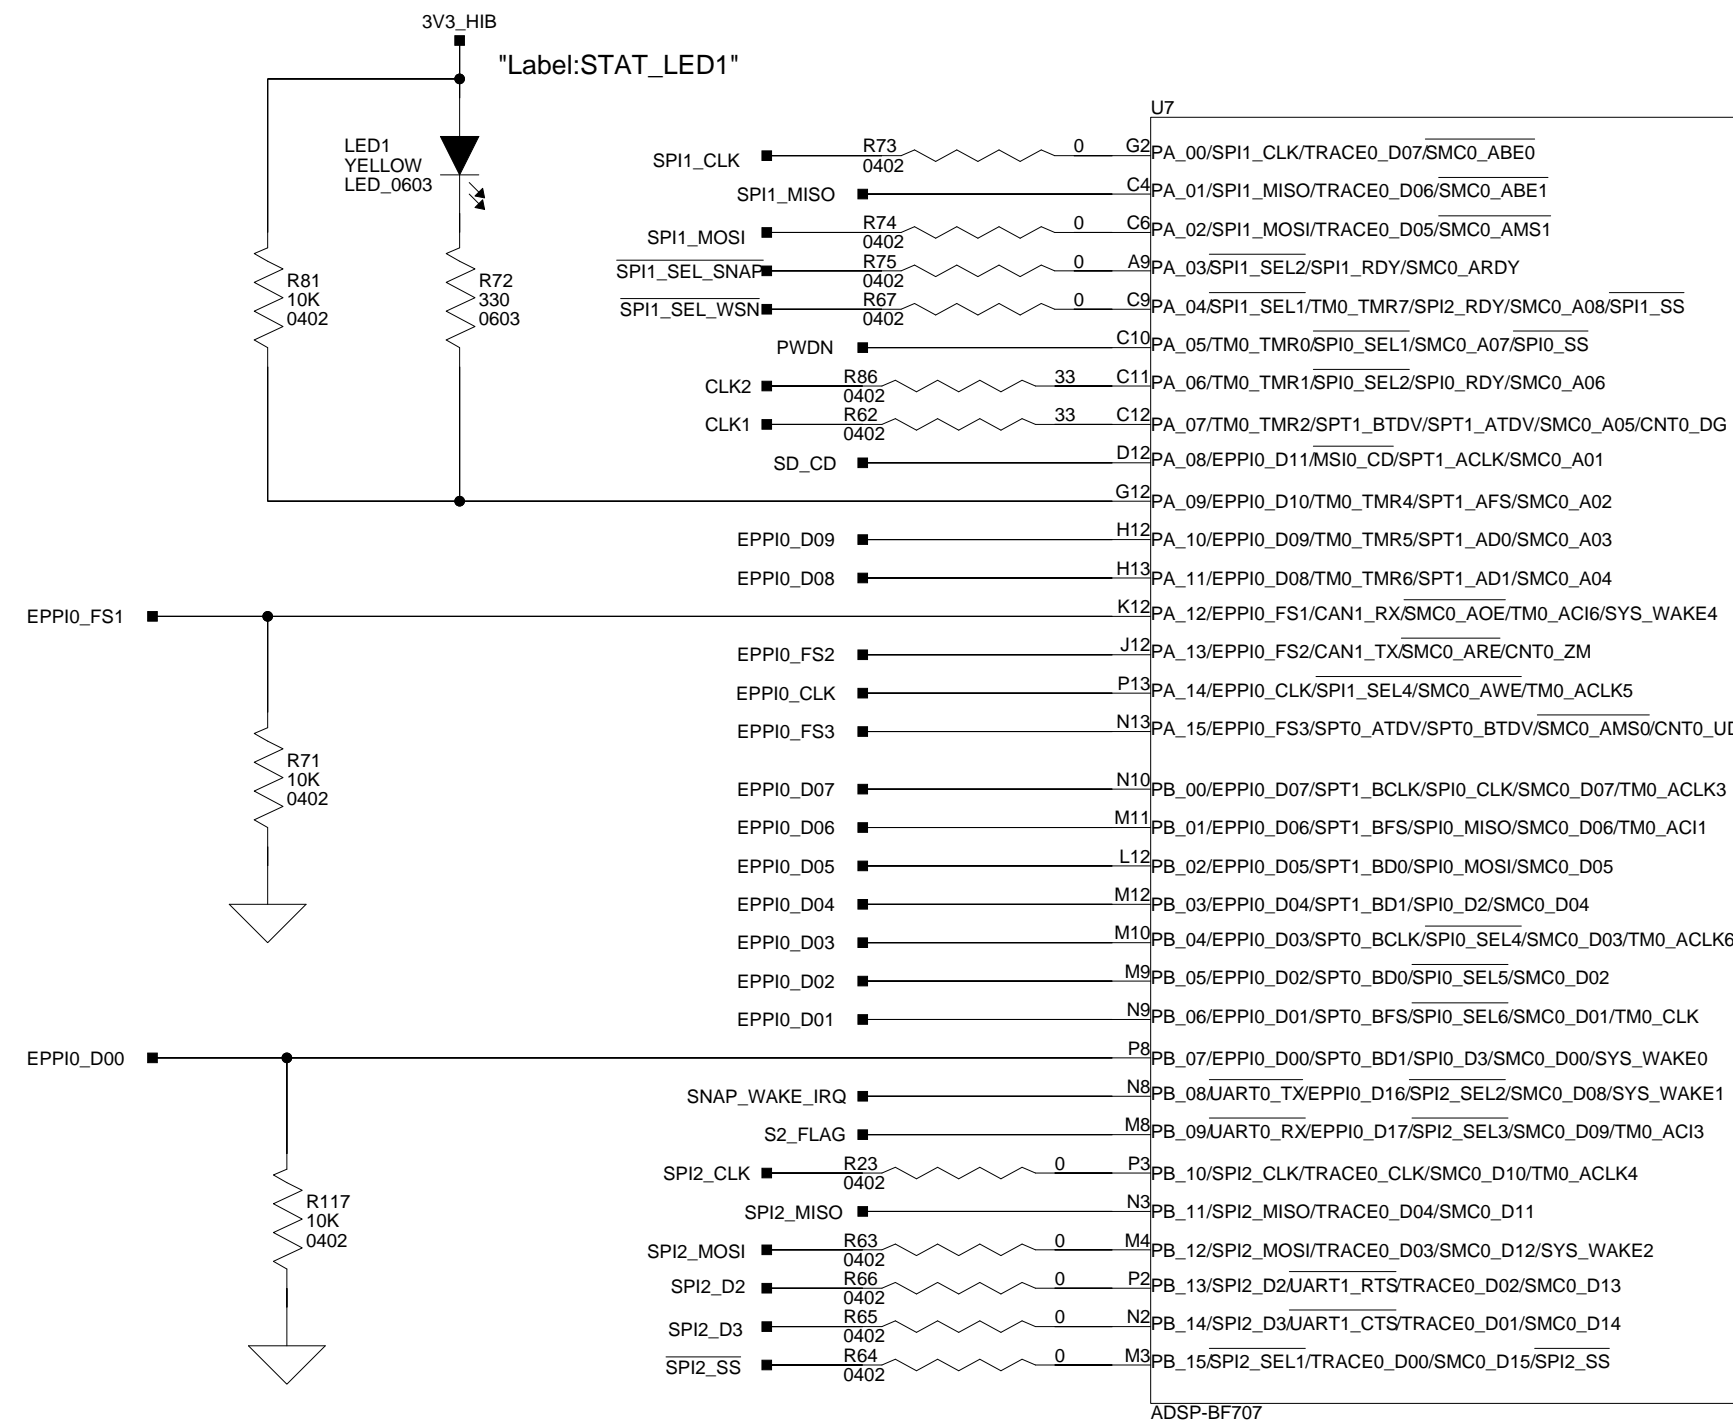 3V3_HIB
"Label:STAT_LED1"
LED1
YELLOW
LED_0603
R81
10K
0402
R72
330
0603
U7
SPI1_CLK R73 0402 0 G2 PA_00/SPI1_CLK/TRACE0_D07/SMC0_ABE0
SPI1_MISO C4 PA_01/SPI1_MISO/TRACE0_D06/SMC0_ABE1
SPI1_MOSI R74 0402 0 C6 PA_02/SPI1_MOSI/TRACE0_D05/SMC0_AMS1
SPI1_SEL_SNAP R75 0402 0 A9 PA_03/SPI1_SEL2/SPI1_RDY/SMC0_ARDY
SPI1_SEL_WSN R67 0402 0 C9 PA_04/SPI1_SEL1/TM0_TMR7/SPI2_RDY/SMC0_A08/SPI1_SS
PWDN C10 PA_05/TM0_TMR0/SPI0_SEL1/SMC0_A07/SPI0_SS
CLK2 R86 0402 33 C11 PA_06/TM0_TMR1/SPI0_SEL2/SPI0_RDY/SMC0_A06
CLK1 R62 0402 33 C12 PA_07/TM0_TMR2/SPT1_BTDV/SPT1_ATDV/SMC0_A05/CNT0_DG
SD_CD D12 PA_08/EPPI0_D11/MSI0_CD/SPT1_ACLK/SMC0_A01
G12 PA_09/EPPI0_D10/TM0_TMR4/SPT1_AFS/SMC0_A02
EPPI0_D09 H12 PA_10/EPPI0_D09/TM0_TMR5/SPT1_AD0/SMC0_A03
EPPI0_D08 H13 PA_11/EPPI0_D08/TM0_TMR6/SPT1_AD1/SMC0_A04
EPPI0_FS1 K12 PA_12/EPPI0_FS1/CAN1_RX/SMC0_AOE/TM0_ACI6/SYS_WAKE4
EPPI0_FS2 J12 PA_13/EPPI0_FS2/CAN1_TX/SMC0_ARE/CNT0_ZM
EPPI0_CLK P13 PA_14/EPPI0_CLK/SPI1_SEL4/SMC0_AWE/TM0_ACLK5
EPPI0_FS3 N13 PA_15/EPPI0_FS3/SPT0_ATDV/SPT0_BTDV/SMC0_AMS0/CNT0_UD
R71
10K
0402
EPPI0_D07 N10 PB_00/EPPI0_D07/SPT1_BCLK/SPI0_CLK/SMC0_D07/TM0_ACLK3
EPPI0_D06 M11 PB_01/EPPI0_D06/SPT1_BFS/SPI0_MISO/SMC0_D06/TM0_ACI1
EPPI0_D05 L12 PB_02/EPPI0_D05/SPT1_BD0/SPI0_MOSI/SMC0_D05
EPPI0_D04 M12 PB_03/EPPI0_D04/SPT1_BD1/SPI0_D2/SMC0_D04
EPPI0_D03 M10 PB_04/EPPI0_D03/SPT0_BCLK/SPI0_SEL4/SMC0_D03/TM0_ACLK6
EPPI0_D02 M9 PB_05/EPPI0_D02/SPT0_BD0/SPI0_SEL5/SMC0_D02
EPPI0_D01 N9 PB_06/EPPI0_D01/SPT0_BFS/SPI0_SEL6/SMC0_D01/TM0_CLK
EPPI0_D00 P8 PB_07/EPPI0_D00/SPT0_BD1/SPI0_D3/SMC0_D00/SYS_WAKE0
SNAP_WAKE_IRQ N8 PB_08/UART0_TX/EPPI0_D16/SPI2_SEL2/SMC0_D08/SYS_WAKE1
S2_FLAG M8 PB_09/UART0_RX/EPPI0_D17/SPI2_SEL3/SMC0_D09/TM0_ACI3
SPI2_CLK R23 0402 0 P3 PB_10/SPI2_CLK/TRACE0_CLK/SMC0_D10/TM0_ACLK4
SPI2_MISO N3 PB_11/SPI2_MISO/TRACE0_D04/SMC0_D11
R117
10K
0402
SPI2_MOSI R63 0402 0 M4 PB_12/SPI2_MOSI/TRACE0_D03/SMC0_D12/SYS_WAKE2
SPI2_D2 R66 0402 0 P2 PB_13/SPI2_D2/UART1_RTS/TRACE0_D02/SMC0_D13
SPI2_D3 R65 0402 0 N2 PB_14/SPI2_D3/UART1_CTS/TRACE0_D01/SMC0_D14
SPI2_SS R64 0402 0 M3 PB_15/SPI2_SEL1/TRACE0_D00/SMC0_D15/SPI2_SS
ADSP-BF707